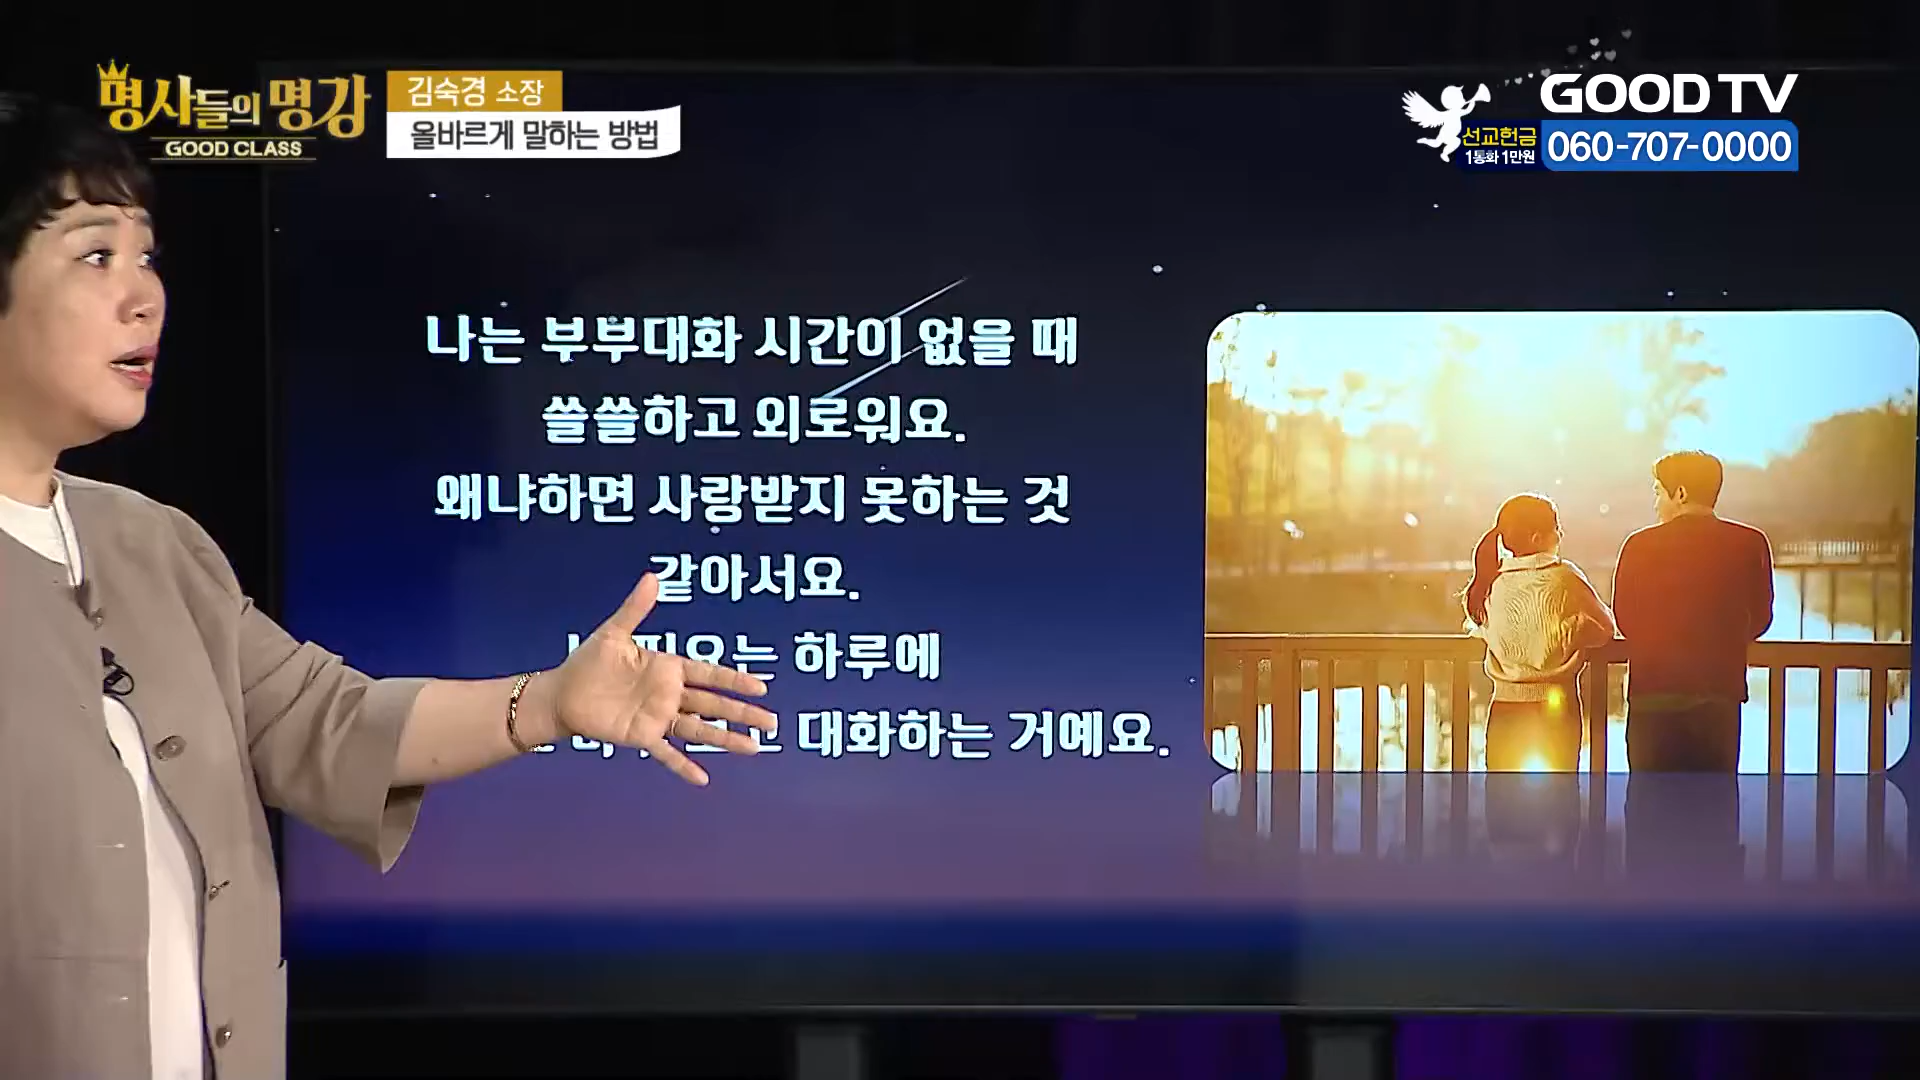 명사들의 명강
GOOD CLASS
김숙경 소장
올바르게 말하는 방법
GOOD TV
선교헌금
1통화 1만원
060-707-0000
나는 부부대화 시간이 없을 때
쓸쓸하고 외로워요.
왜냐하면 사랑받지 못하는 것
같아서요.
하루에
대화하는 거예요.